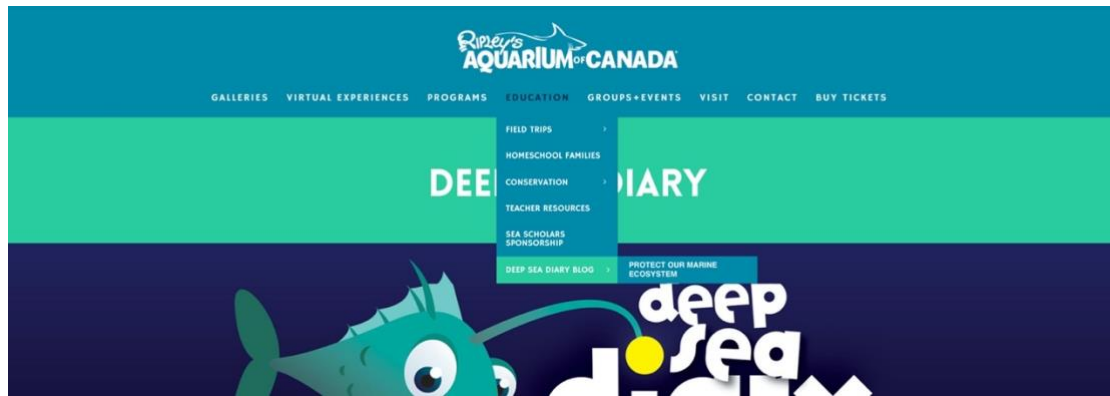 Ripley's
AQUARIUM OF CANADA
GALLERIES VIRTUAL EXPERIENCES PROGRAMS EDUCATION GROUPS+EVENTS VISIT CONTACT BUY TICKETS
FIELD TRIPS ›
HOMESCHOOL FAMILIES
CONSERVATION ›
TEACHER RESOURCES
SEA SCHOLARS
SPONSORSHIP
DEEP SEA DIARY BLOG ›
PROTECT OUR MARINE
ECOSYSTEM
DEE IARY
deep
sea
diary